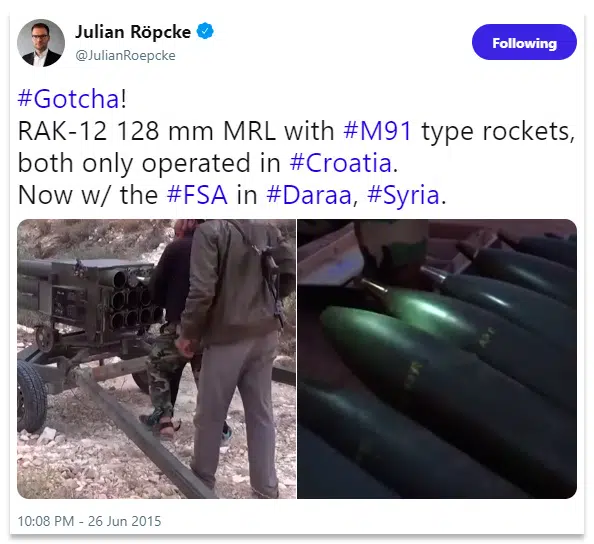 Julian Röpcke
@JulianRoepcke
Following
#Gotcha!
RAK-12 128 mm MRL with #M91 type rockets,
both only operated in #Croatia.
Now w/ the #FSA in #Daraa, #Syria.
10:08 PM - 26 Jun 2015